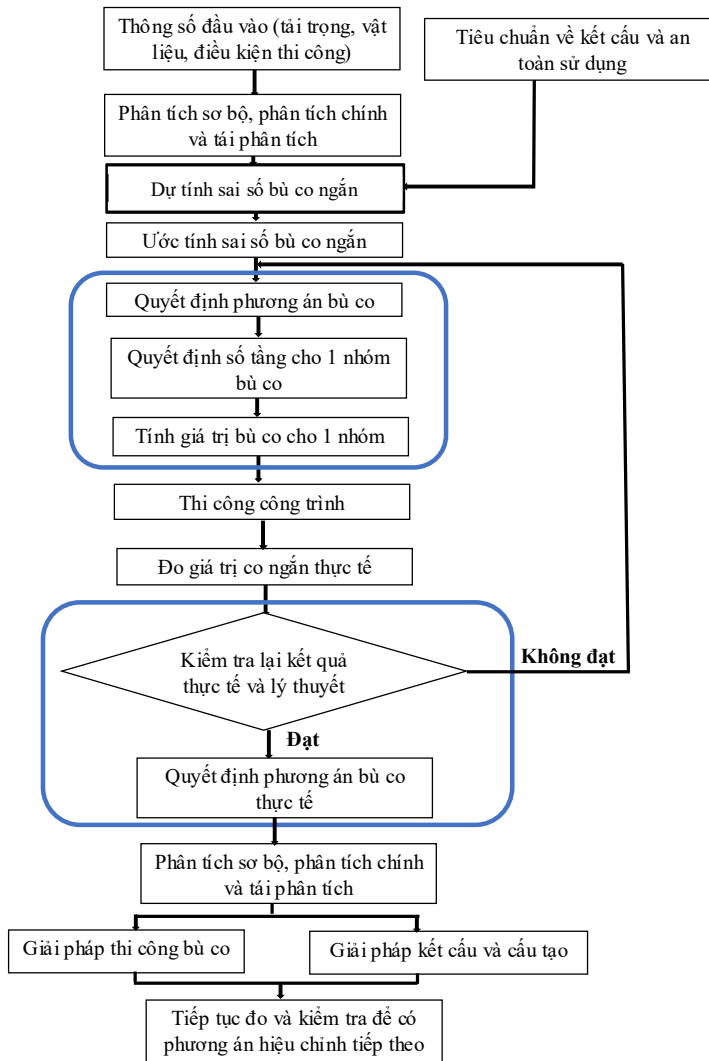 Thông số đầu vào (tải trọng, vật
liệu, điều kiện thi công)
Tiêu chuẩn về kết cấu và an
toàn sử dụng
Phân tích sơ bộ, phân tích chính
và tái phân tích
Dự tính sai số bù co ngắn
Ước tính sai số bù co ngắn
Quyết định phương án bù co
Quyết định số tầng cho 1 nhóm
bù co
Tính giá trị bù co cho 1 nhóm
Thi công công trình
Đo giá trị co ngắn thực tế
Kiểm tra lại kết quả
thực tế và lý thuyết
Không đạt
Đạt
Quyết định phương án bù co
thực tế
Phân tích sơ bộ, phân tích chính
và tái phân tích
Giải pháp thi công bù co
Giải pháp kết cấu và cấu tạo
Tiếp tục đo và kiểm tra để có
phương án hiệu chỉnh tiếp theo